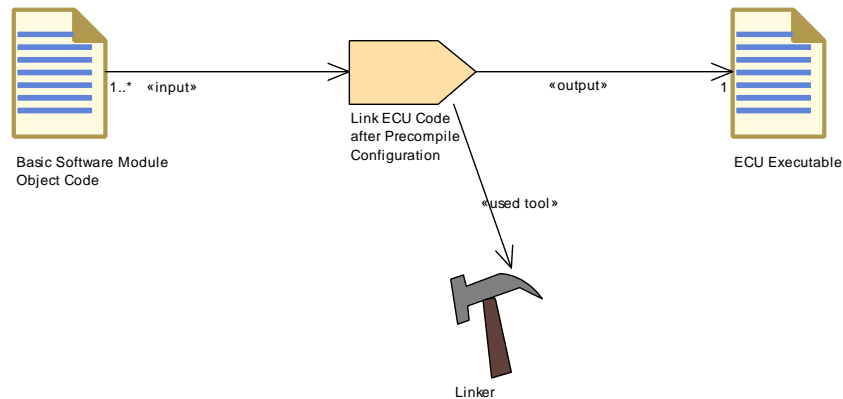 1..* «input»
«output» 1
Link ECU Code
after Precompile
Configuration
Basic Software Module
Object Code
ECU Executable
«used tool»
Linker